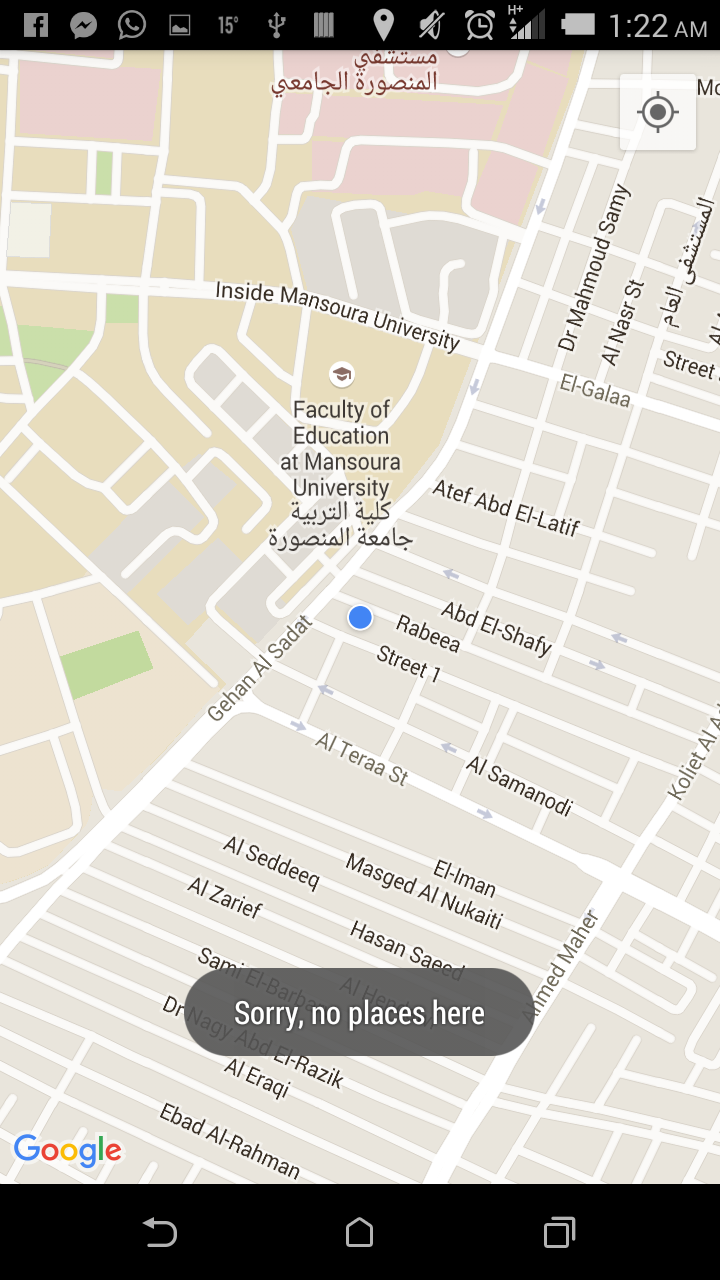 15°
H+
1:22 AM
مستشفي
المنصورة الجامعي
Dr Mahmoud Samy
Al Nasr St
المستشفى العام
Inside Mansoura University
Street
El-Galaa
Faculty of
Education
at Mansoura
University
كلية التربية
جامعة المنصورة
Atef Abd El-Latif
Abd El-Shafy
Rabeea
Street 1
Gehan Al Sadat
Al Teraa St
Al Samanodi
Koliet Al
Al Seddeeq
El-Iman
Masged Al Nukaiti
Al Zarief
Hasan Saeed
Ahmed Maher
Sami El-Barbary
Sorry, no places here
Dr Nagy Abd El-Razik
Al Eraqi
Ebad Al-Rahman
Google